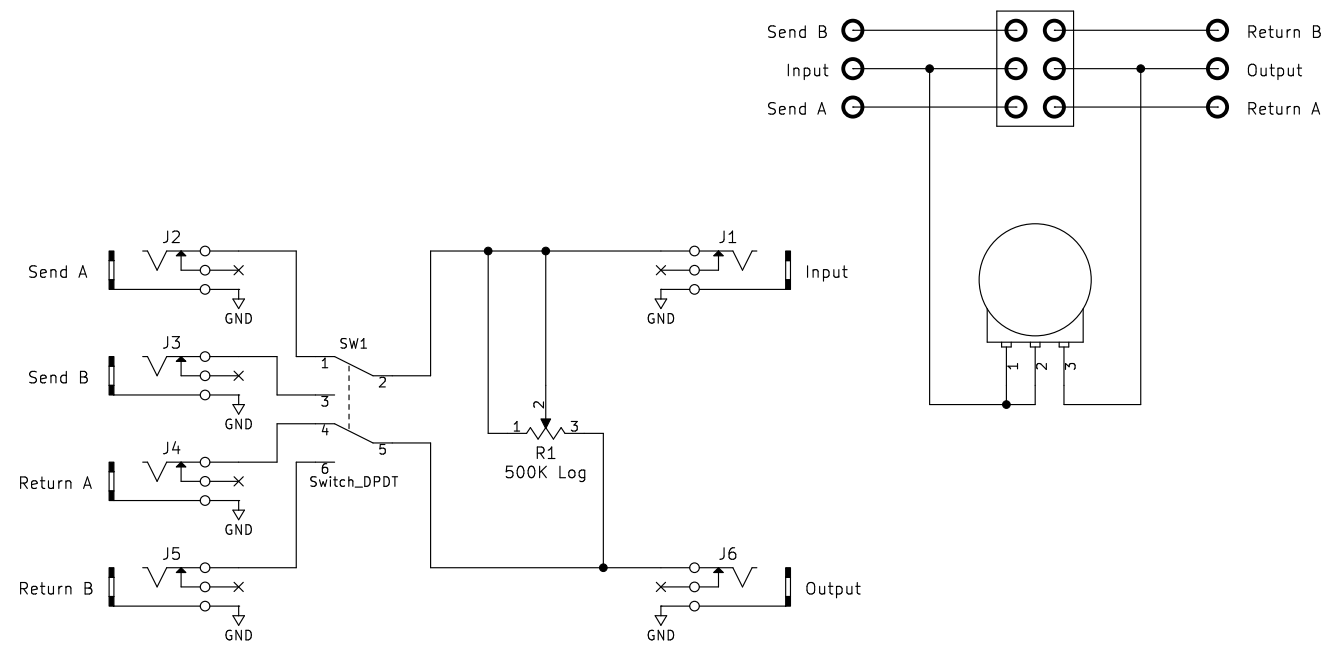 Send B
Return B
Input
Output
Send A
Return A
J2
J1
Send A
Input
GND
GND
1
2
3
J3
SW1
1
2
Send B
3
2
GND
J4
4
5
1
3
R1
Return A
6
500K Log
Switch_DPDT
GND
J5
J6
Return B
Output
GND
GND